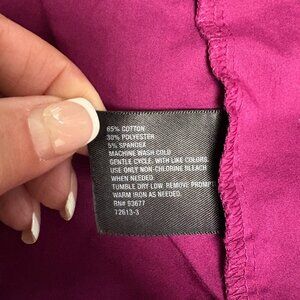 65% COTTON
30% POLYESTER
5% SPANDEX
MACHINE WASH COLD
GENTLE CYCLE, WITH LIKE COLORS.
USE ONLY NON-CHLORINE BLEACH
WHEN NEEDED.
TUMBLE DRY LOW. REMOVE PROMPT
WARM IRON AS NEEDED.
RN# 93677
72613-3